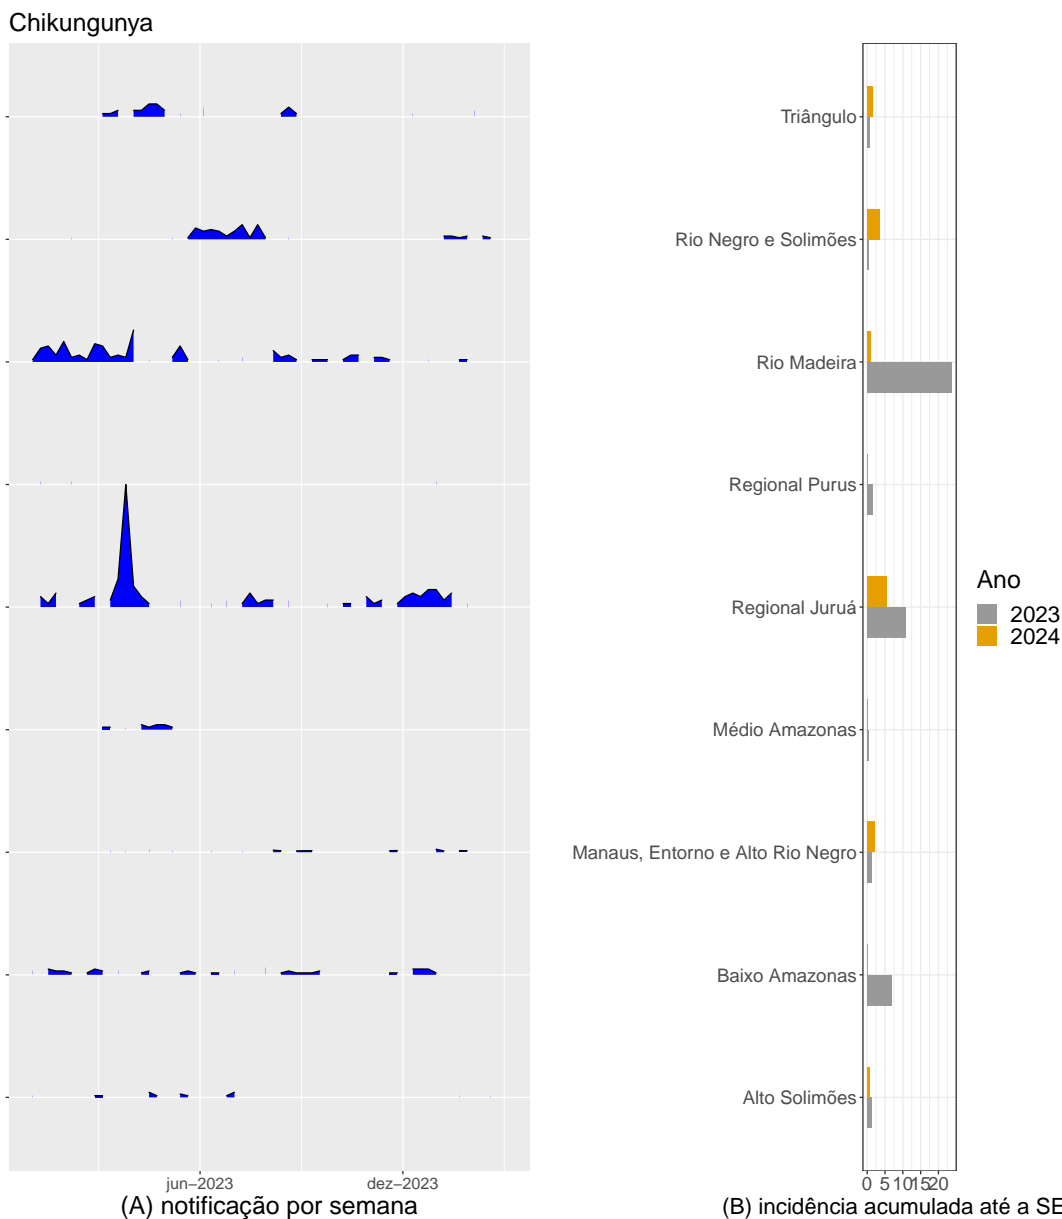 Chikungunya
Triângulo
Rio Negro e Solimões
Rio Madeira
Regional Purus
Regional Juruá
Médio Amazonas
Manaus, Entorno e Alto Rio Negro
Baixo Amazonas
Alto Solimões
Ano
2023
2024
jun–2023
dez–2023
0 5 10 15 20
(A) notificação por semana
(B) incidência acumulada até a SE